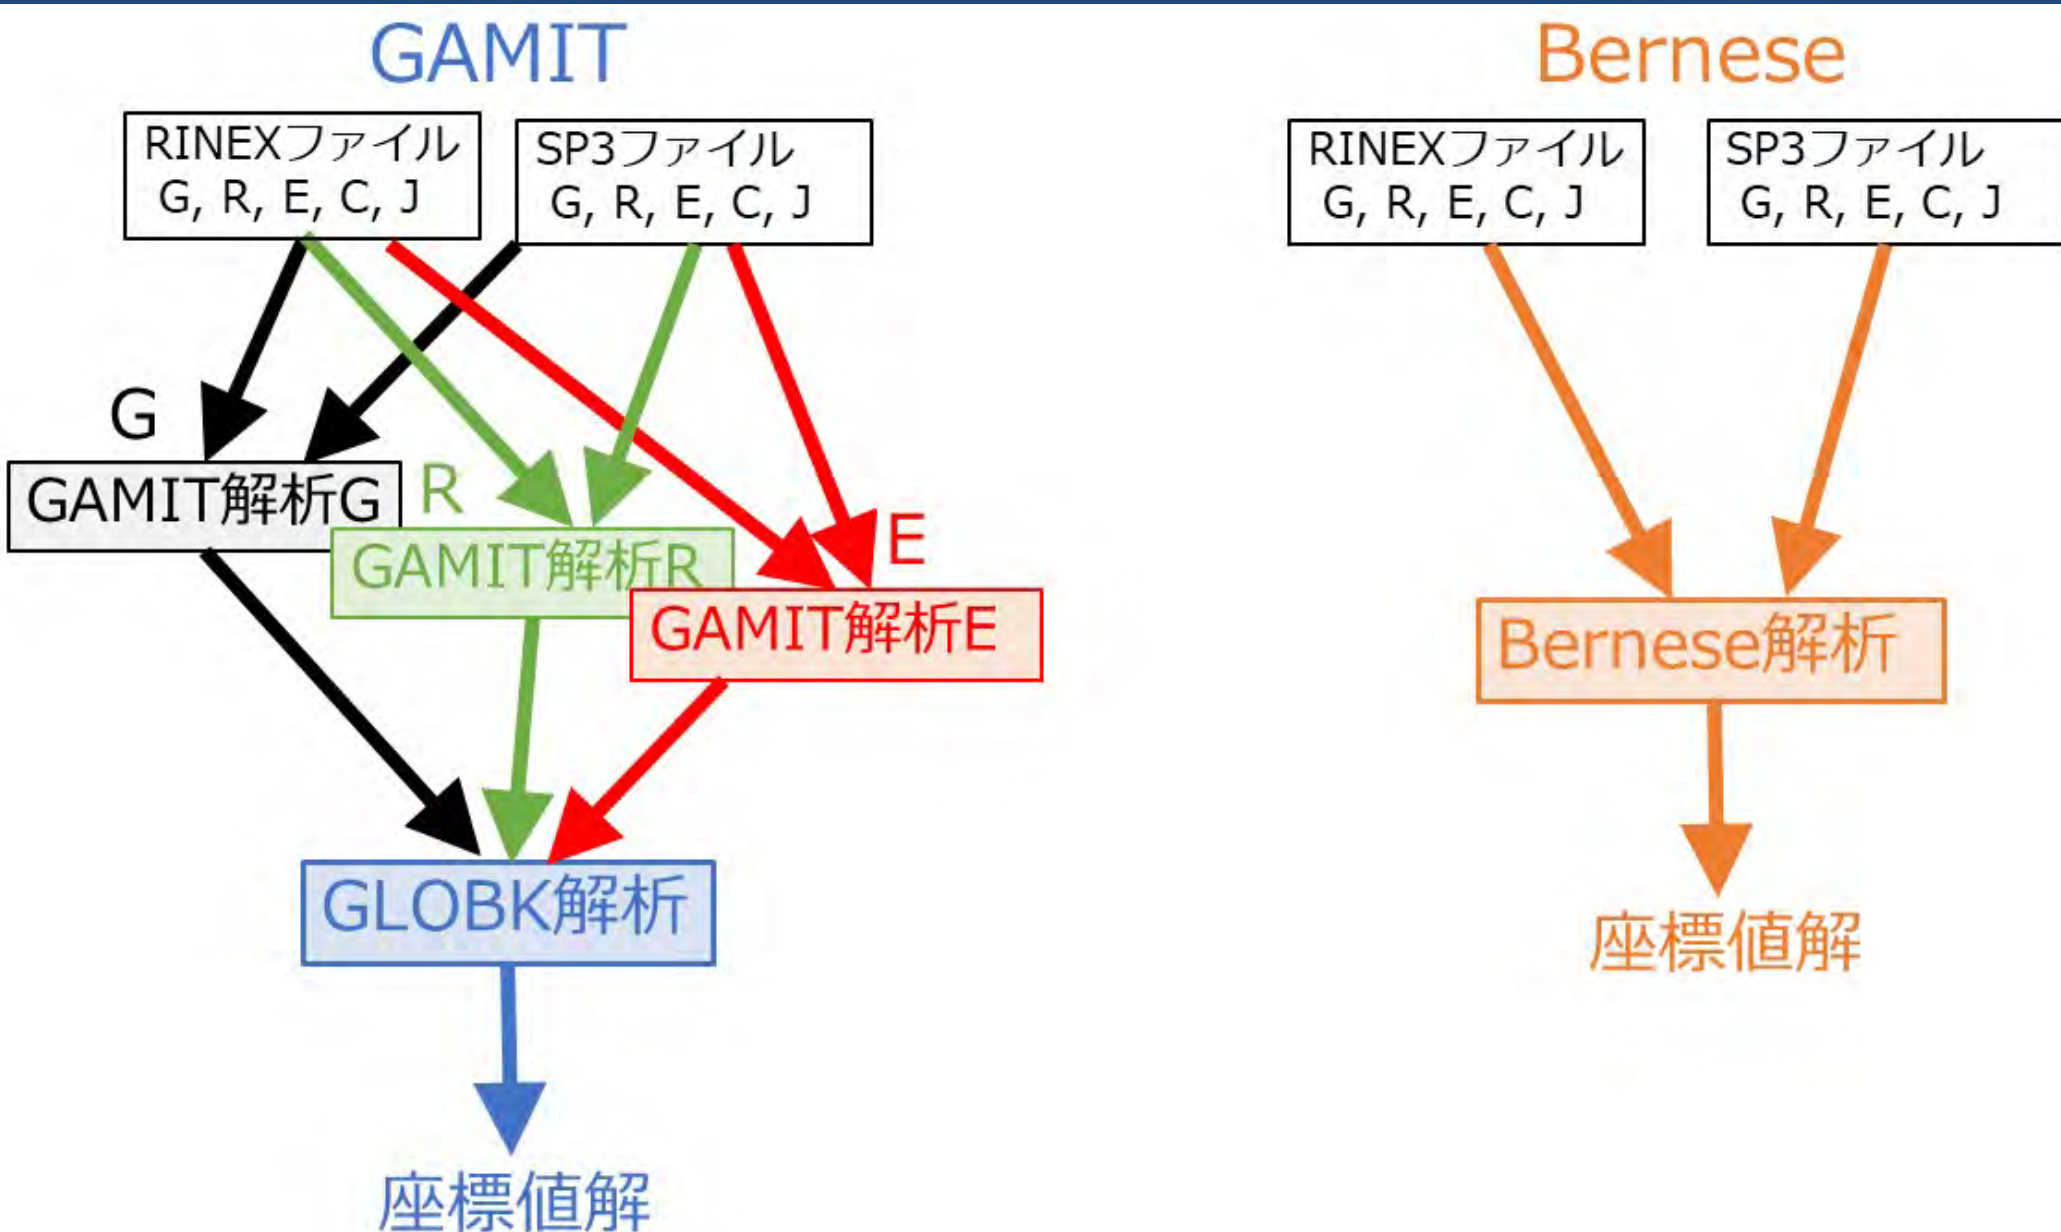 GAMIT
RINEXファイル
G, R, E, C, J
SP3ファイル
G, R, E, C, J
G
GAMIT解析G
R
GAMIT解析R
E
GAMIT解析E
GLOBK解析
座標値解
Bernese
RINEXファイル
G, R, E, C, J
SP3ファイル
G, R, E, C, J
Bernese解析
座標値解